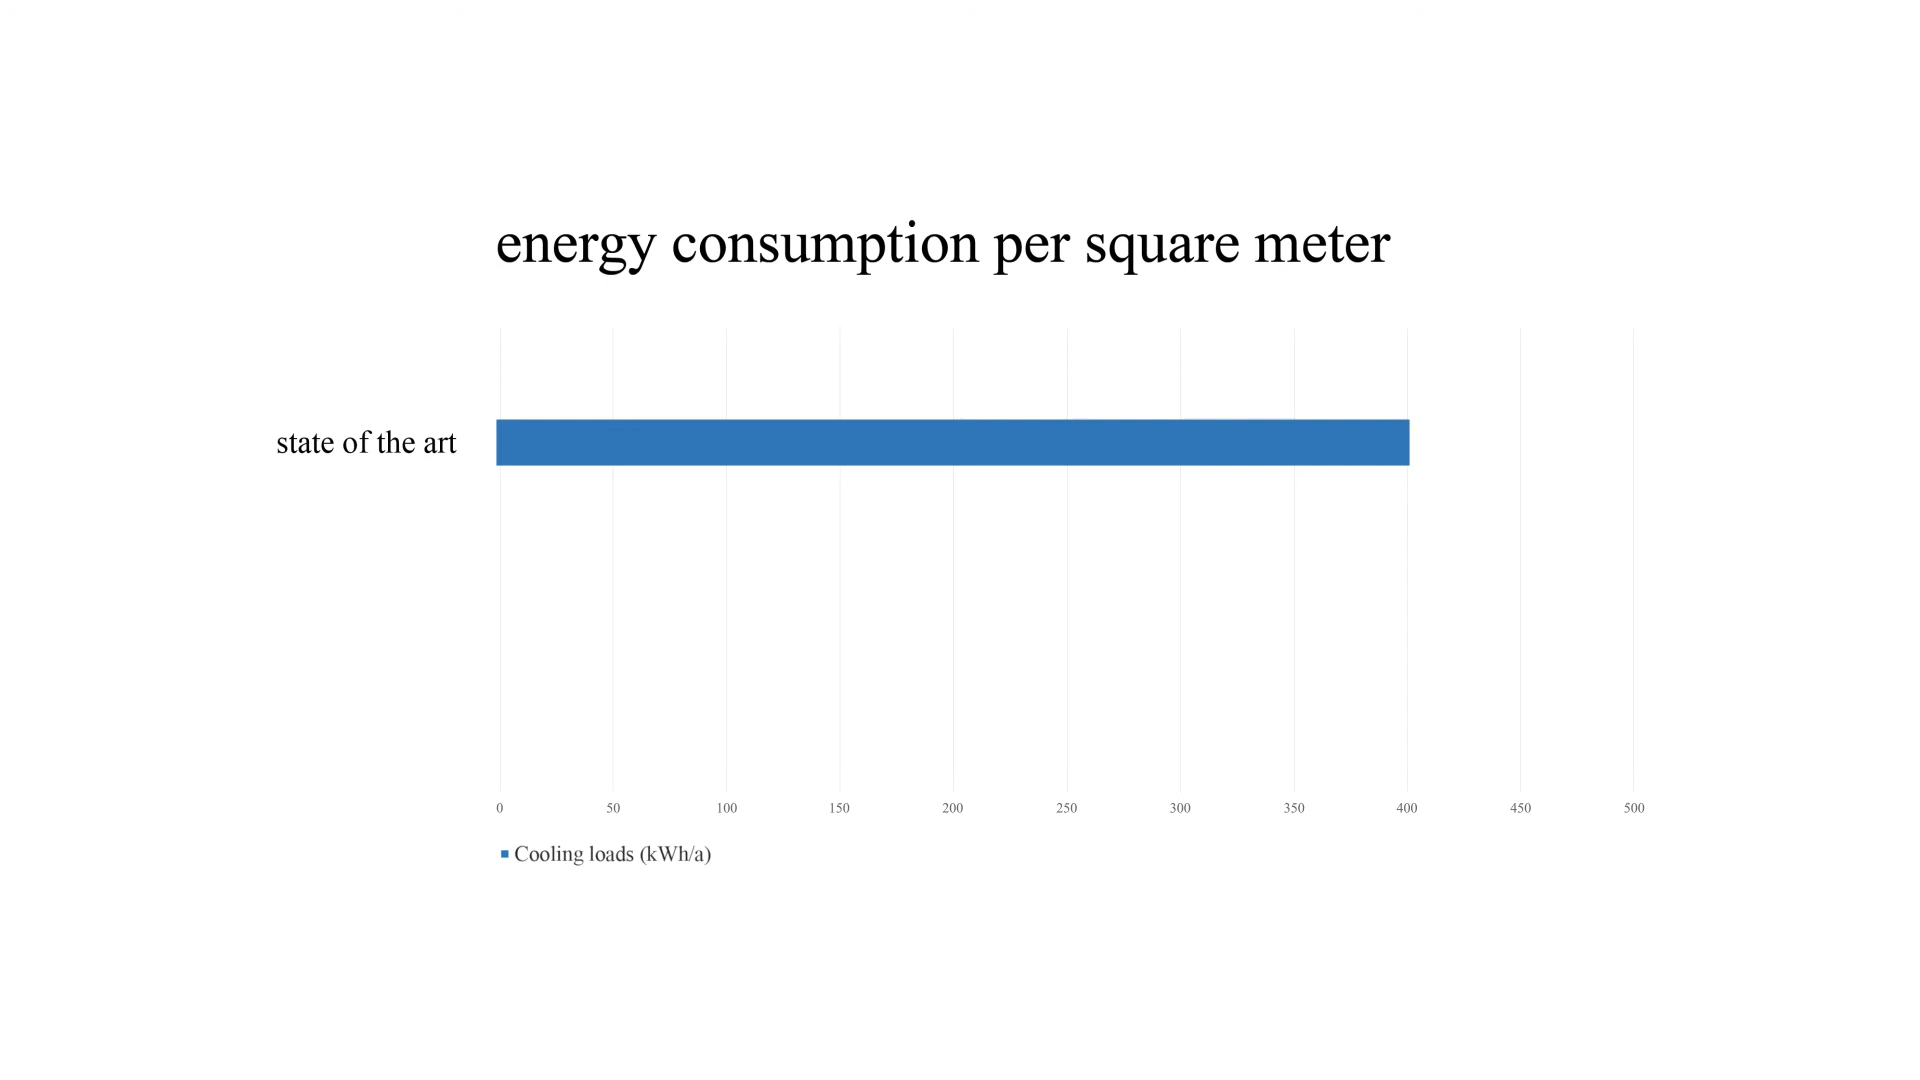 energy consumption per square meter
state of the art
0 50 100 150 200 250 300 350 400 450 500
Cooling loads (kWh/a)